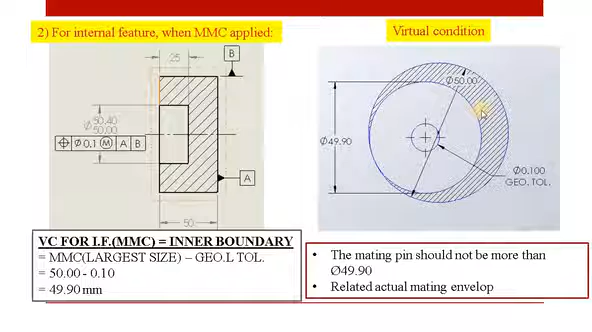 2) For internal feature, when MMC applied:
Virtual condition
25
B
50.40
Ø50.00
⌖ Ø0.1 Ⓜ A B
A
50
Ø50.00
Ø49.90
Ø0.100
GEO. TOL.
VC FOR I.F.(MMC) = INNER BOUNDARY
= MMC(LARGEST SIZE) – GEO.L TOL.
= 50.00 - 0.10
= 49.90 mm
• The mating pin should not be more than
Ø49.90
• Related actual mating envelop